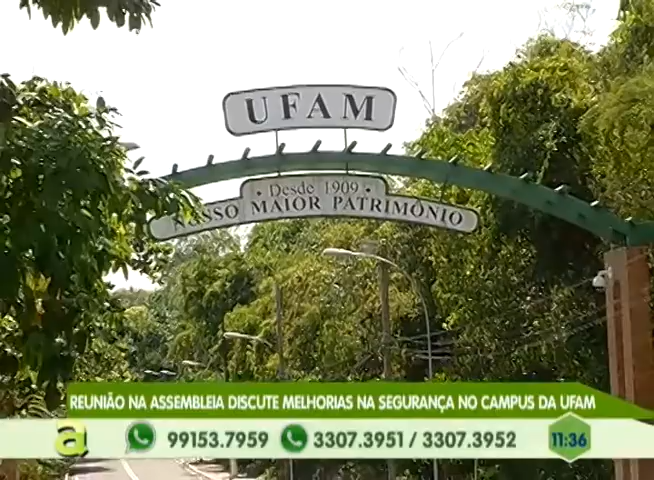 UFAM
• Desde 1909 •
NOSSO MAIOR PATRIMÔNIO
REUNIÃO NA ASSEMBLEIA DISCUTE MELHORIAS NA SEGURANÇA NO CAMPUS DA UFAM
a 99153.7959 3307.3951 / 3307.3952 11:36